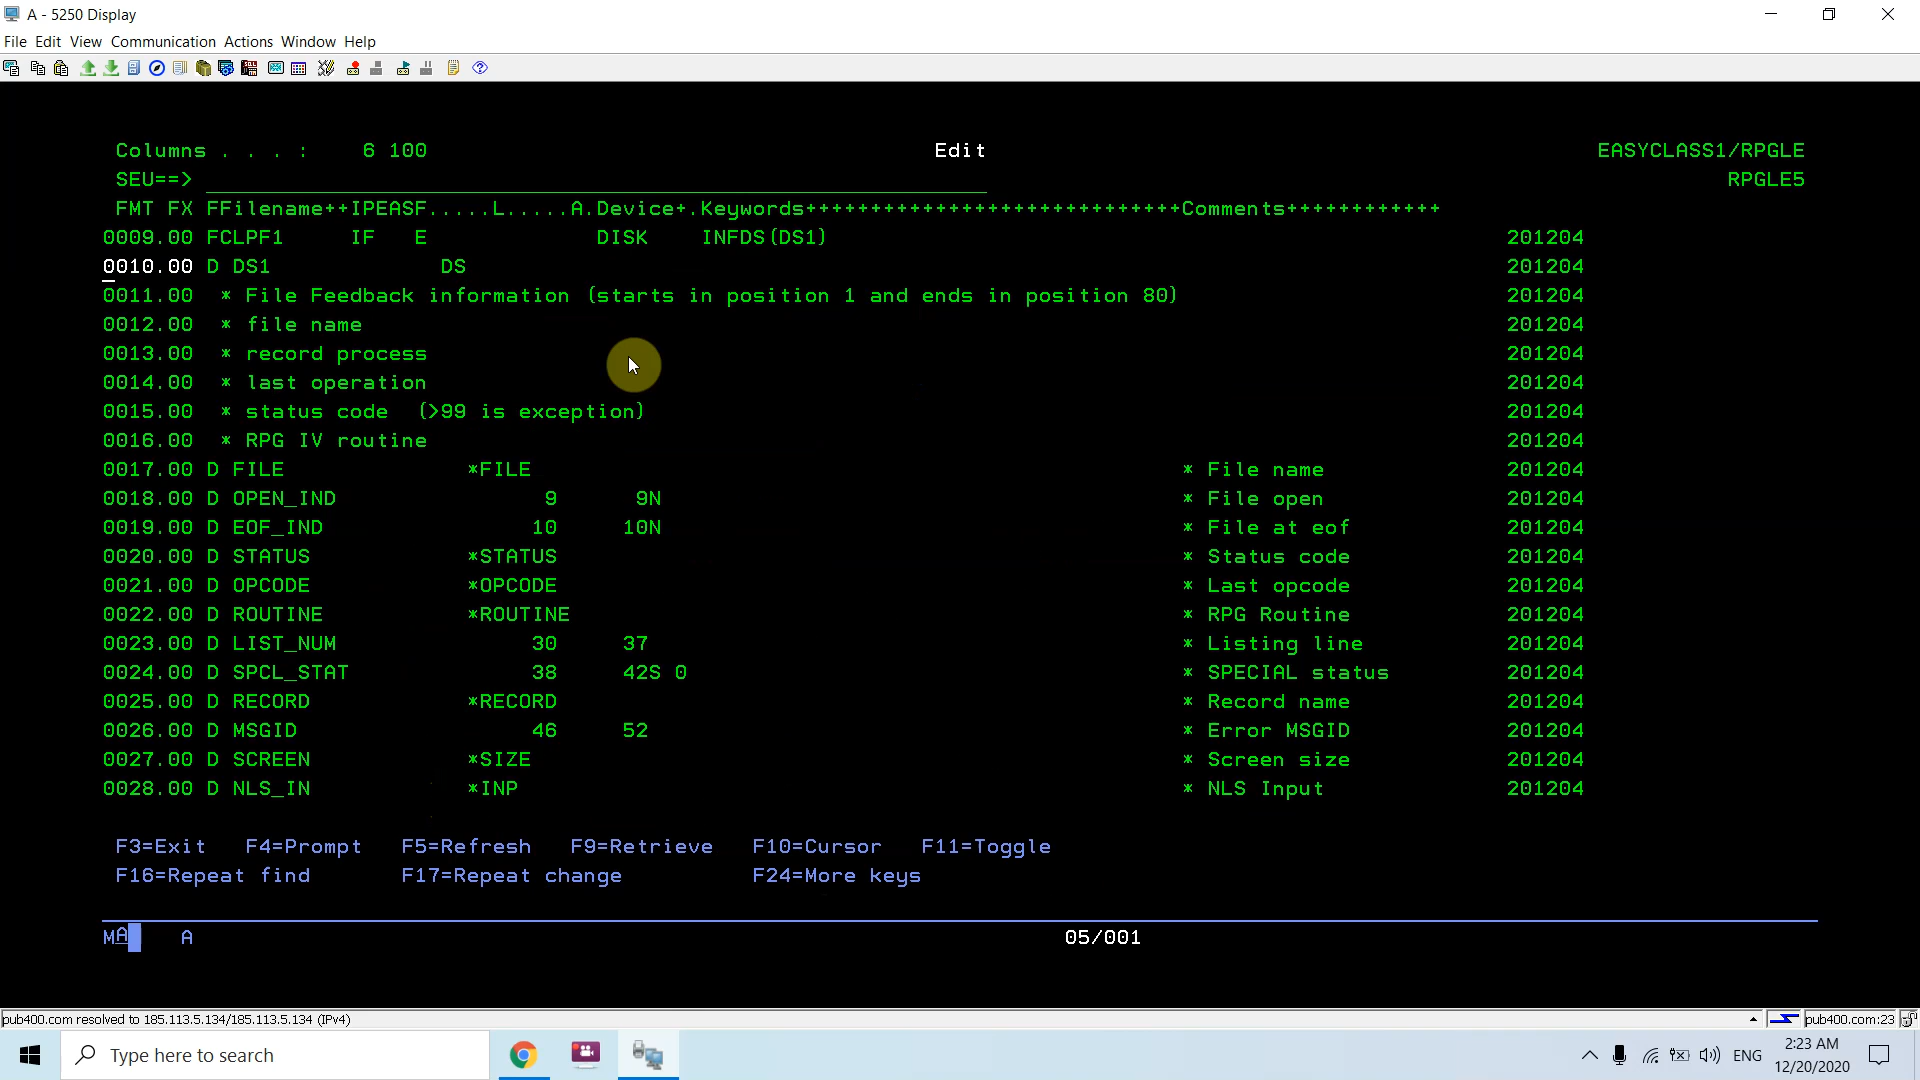 A - 5250 Display
File Edit View Communication Actions Window Help
Columns . . . :    6 100    Edit    EASYCLASS1/RPGLE
SEU==>    RPGLE5
FMT FX FFilename++IPEASF.....L.....A.Device+.Keywords+++++++++++++++++++++++++++++Comments++++++++++++
0009.00 FCLPF1     IF   E             DISK    INFDS(DS1)    201204
0010.00 D DS1             DS    201204
0011.00  * File Feedback information (starts in position 1 and ends in position 80)    201204
0012.00  * file name    201204
0013.00  * record process    201204
0014.00  * last operation    201204
0015.00  * status code  (>99 is exception)    201204
0016.00  * RPG IV routine    201204
0017.00 D FILE              *FILE    * File name    201204
0018.00 D OPEN_IND                9      9N    * File open    201204
0019.00 D EOF_IND                10     10N    * File at eof    201204
0020.00 D STATUS            *STATUS    * Status code    201204
0021.00 D OPCODE            *OPCODE    * Last opcode    201204
0022.00 D ROUTINE           *ROUTINE    * RPG Routine    201204
0023.00 D LIST_NUM               30     37    * Listing line    201204
0024.00 D SPCL_STAT              38     42S 0    * SPECIAL status    201204
0025.00 D RECORD            *RECORD    * Record name    201204
0026.00 D MSGID                  46     52    * Error MSGID    201204
0027.00 D SCREEN            *SIZE    * Screen size    201204
0028.00 D NLS_IN            *INP    * NLS Input    201204
F3=Exit   F4=Prompt   F5=Refresh   F9=Retrieve   F10=Cursor   F11=Toggle
F16=Repeat find       F17=Repeat change          F24=More keys
MA    A    05/001
pub400.com resolved to 185.113.5.134/185.113.5.134 (IPv4)    pub400.com:23
Type here to search    ENG    2:23 AM
12/20/2020